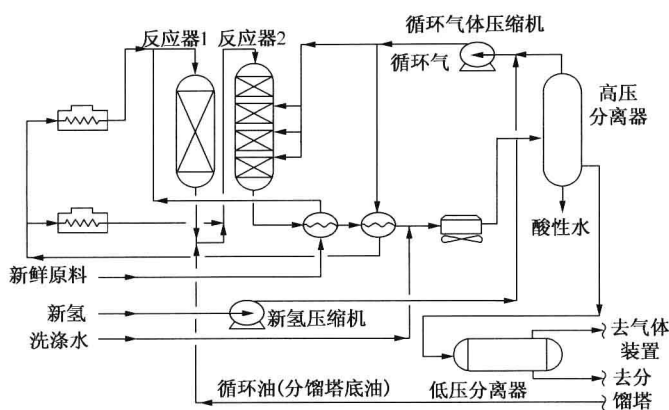 反应器1 反应器2
循环气体压缩机
循环气
高压
分离器
酸性水
新鲜原料
新氢
新氢压缩机
洗涤水
去气体
装置
去分
馏塔
循环油(分馏塔底油)
低压分离器